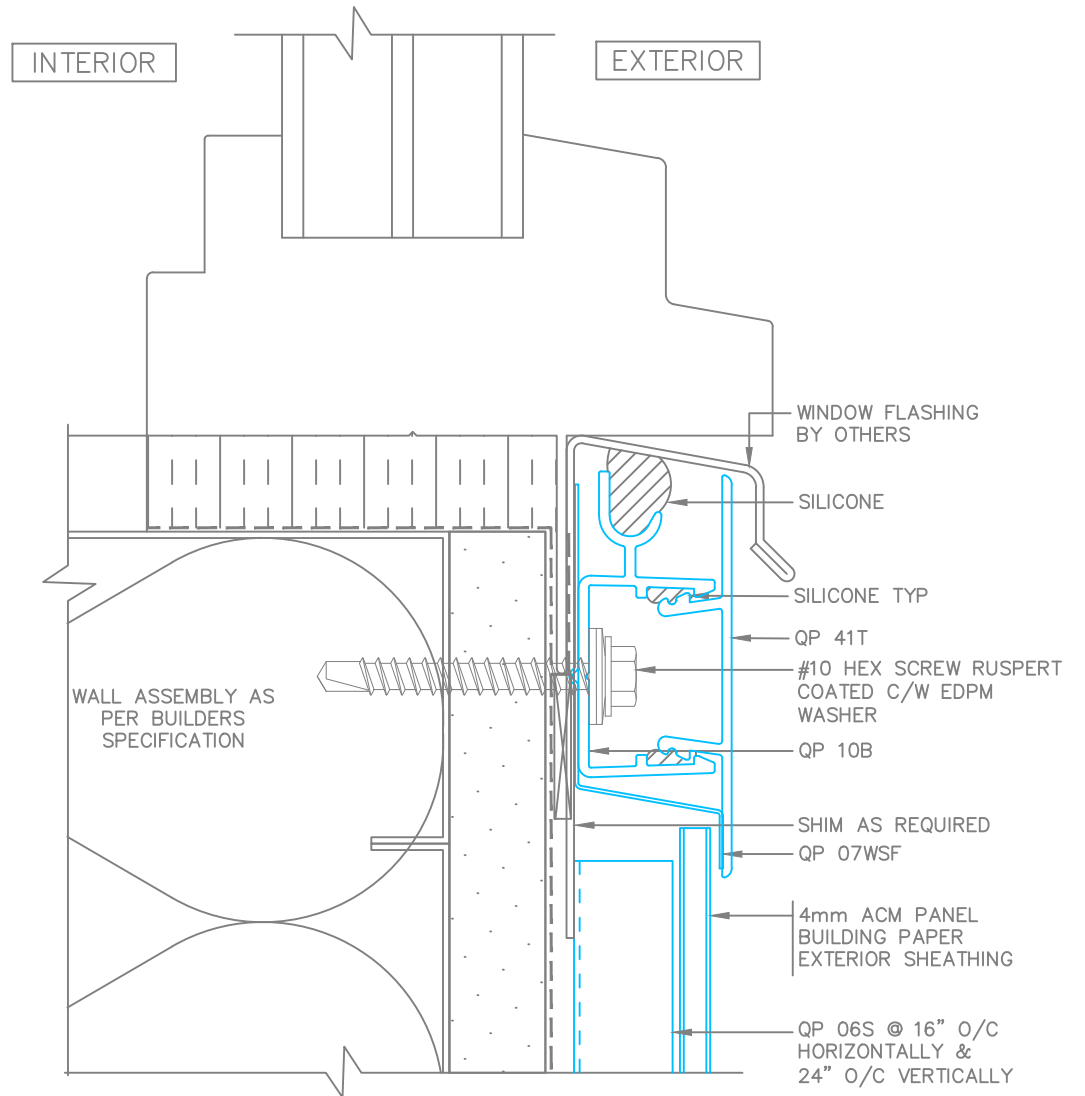 INTERIOR
EXTERIOR
WINDOW FLASHING
BY OTHERS
SILICONE
SILICONE TYP
QP 41T
#10 HEX SCREW RUSPERT
COATED C/W EDPM
WASHER
WALL ASSEMBLY AS
PER BUILDERS
SPECIFICATION
QP 10B
SHIM AS REQUIRED
QP 07WSF
4mm ACM PANEL
BUILDING PAPER
EXTERIOR SHEATHING
QP 06S @ 16” O/C
HORIZONTALLY &
24” O/C VERTICALLY